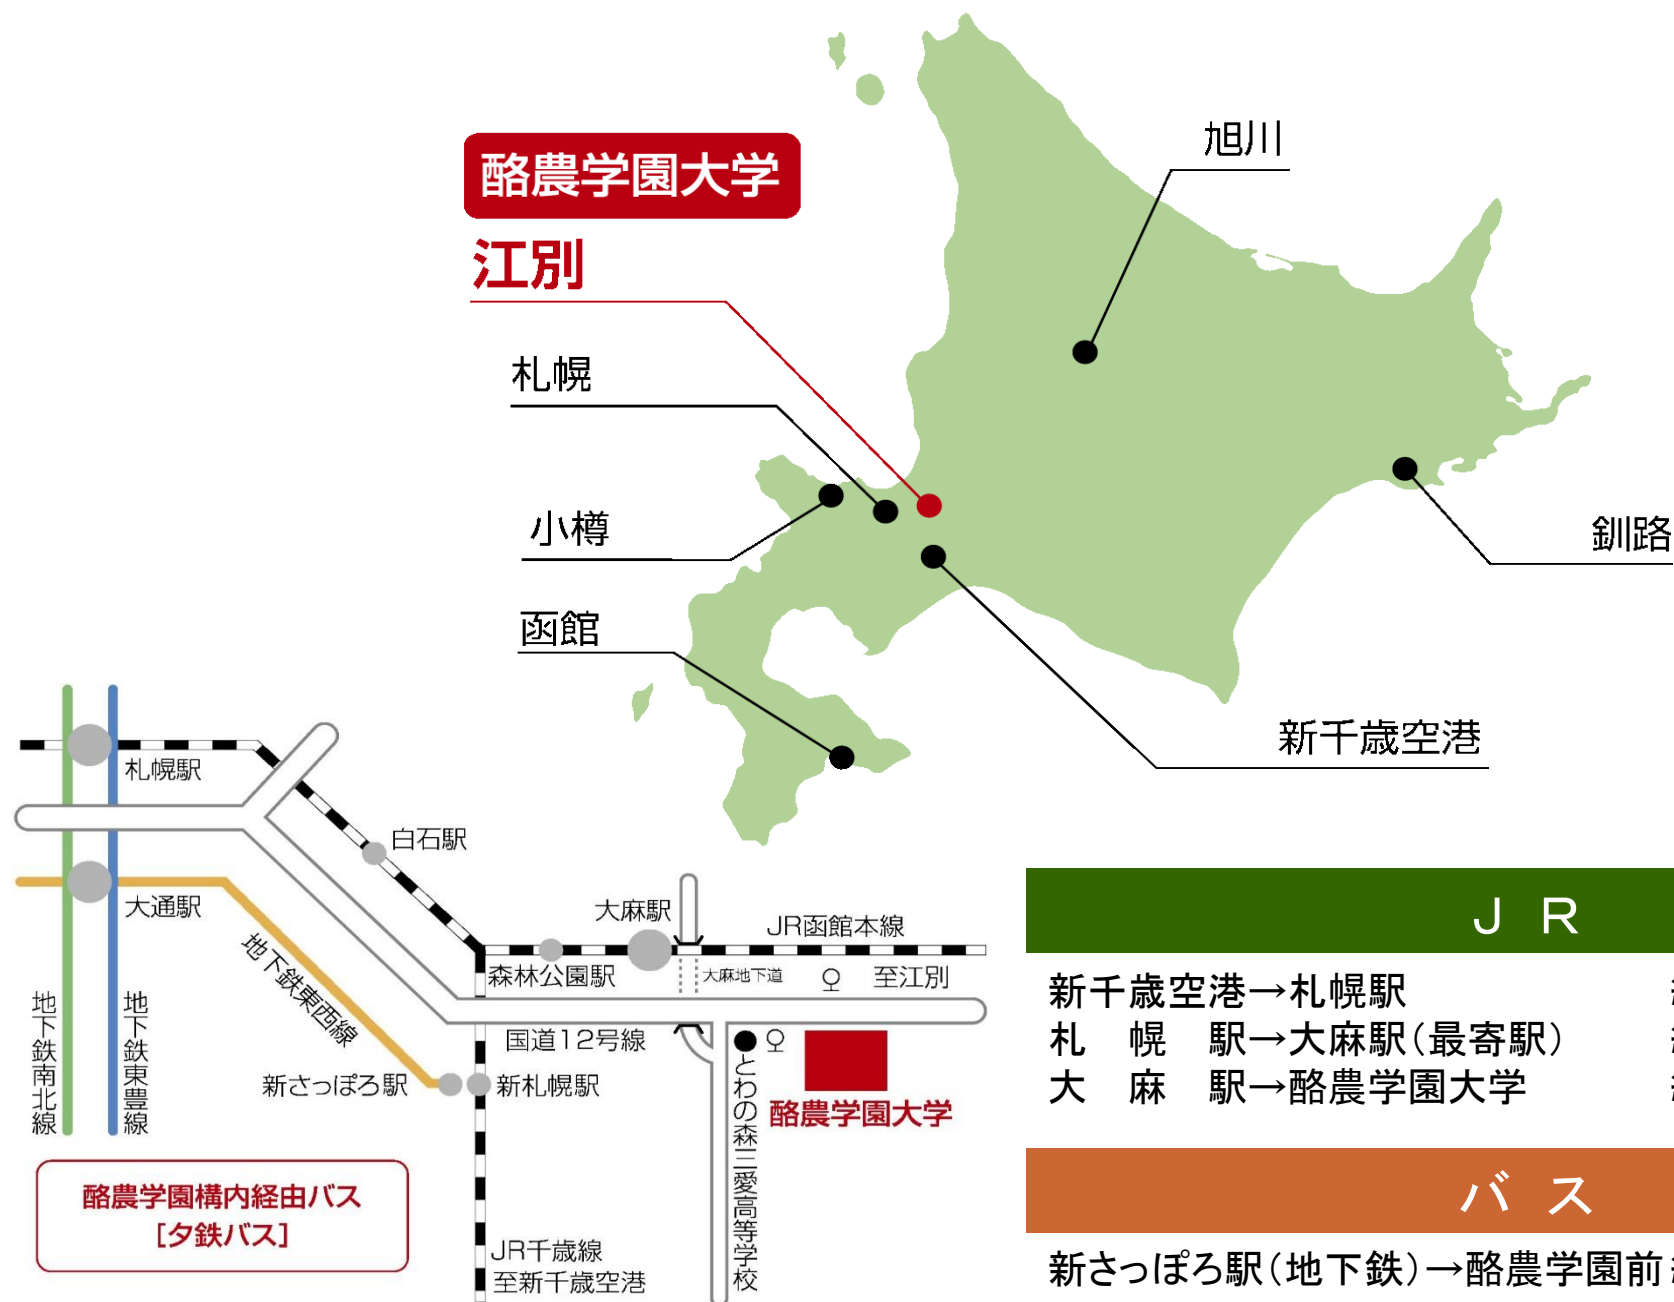 酪農学園大学
江別
旭川
札幌
小樽
函館
釧路
新千歳空港
札幌駅
白石駅
大通駅
大麻駅
JR函館本線
森林公園駅
大麻地下道
至江別
地下鉄東西線
地下鉄南北線
地下鉄東豊線
国道12号線
新さっぽろ駅
新札幌駅
とわの森三愛高等学校
酪農学園大学
酪農学園構内経由バス
[夕鉄バス]
JR千歳線
至新千歳空港
J R
新千歳空港→札幌駅
札 幌 駅→大麻駅(最寄駅)
大 麻 駅→酪農学園大学
バ ス
新さっぽろ駅(地下鉄)→酪農学園前